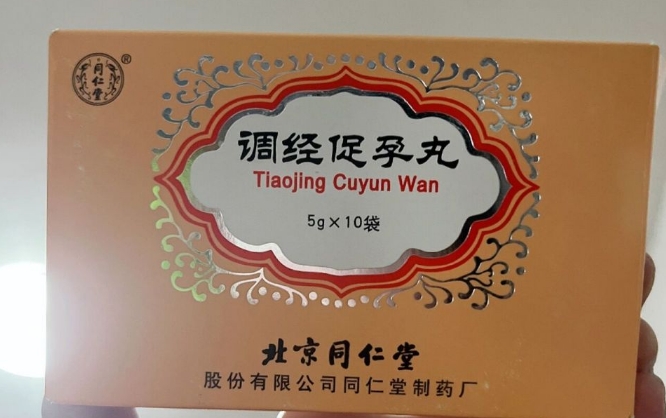 同仁堂®
调经促孕丸
Tiaojing Cuyun Wan
5g×10袋
北京同仁堂
股份有限公司同仁堂制药厂